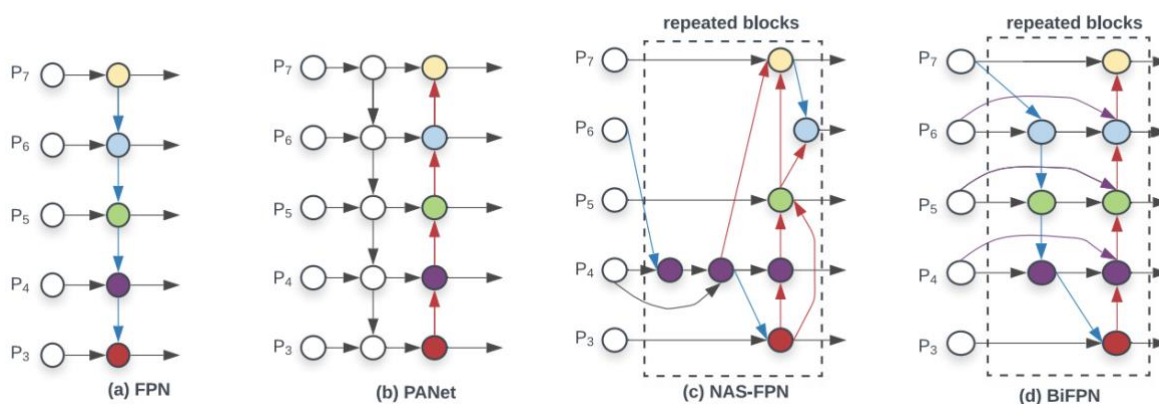 repeated blocks
repeated blocks
P7
P6
P5
P4
P3
(a) FPN
P7
P6
P5
P4
P3
(b) PANet
P7
P6
P5
P4
P3
(c) NAS-FPN
P7
P6
P5
P4
P3
(d) BiFPN